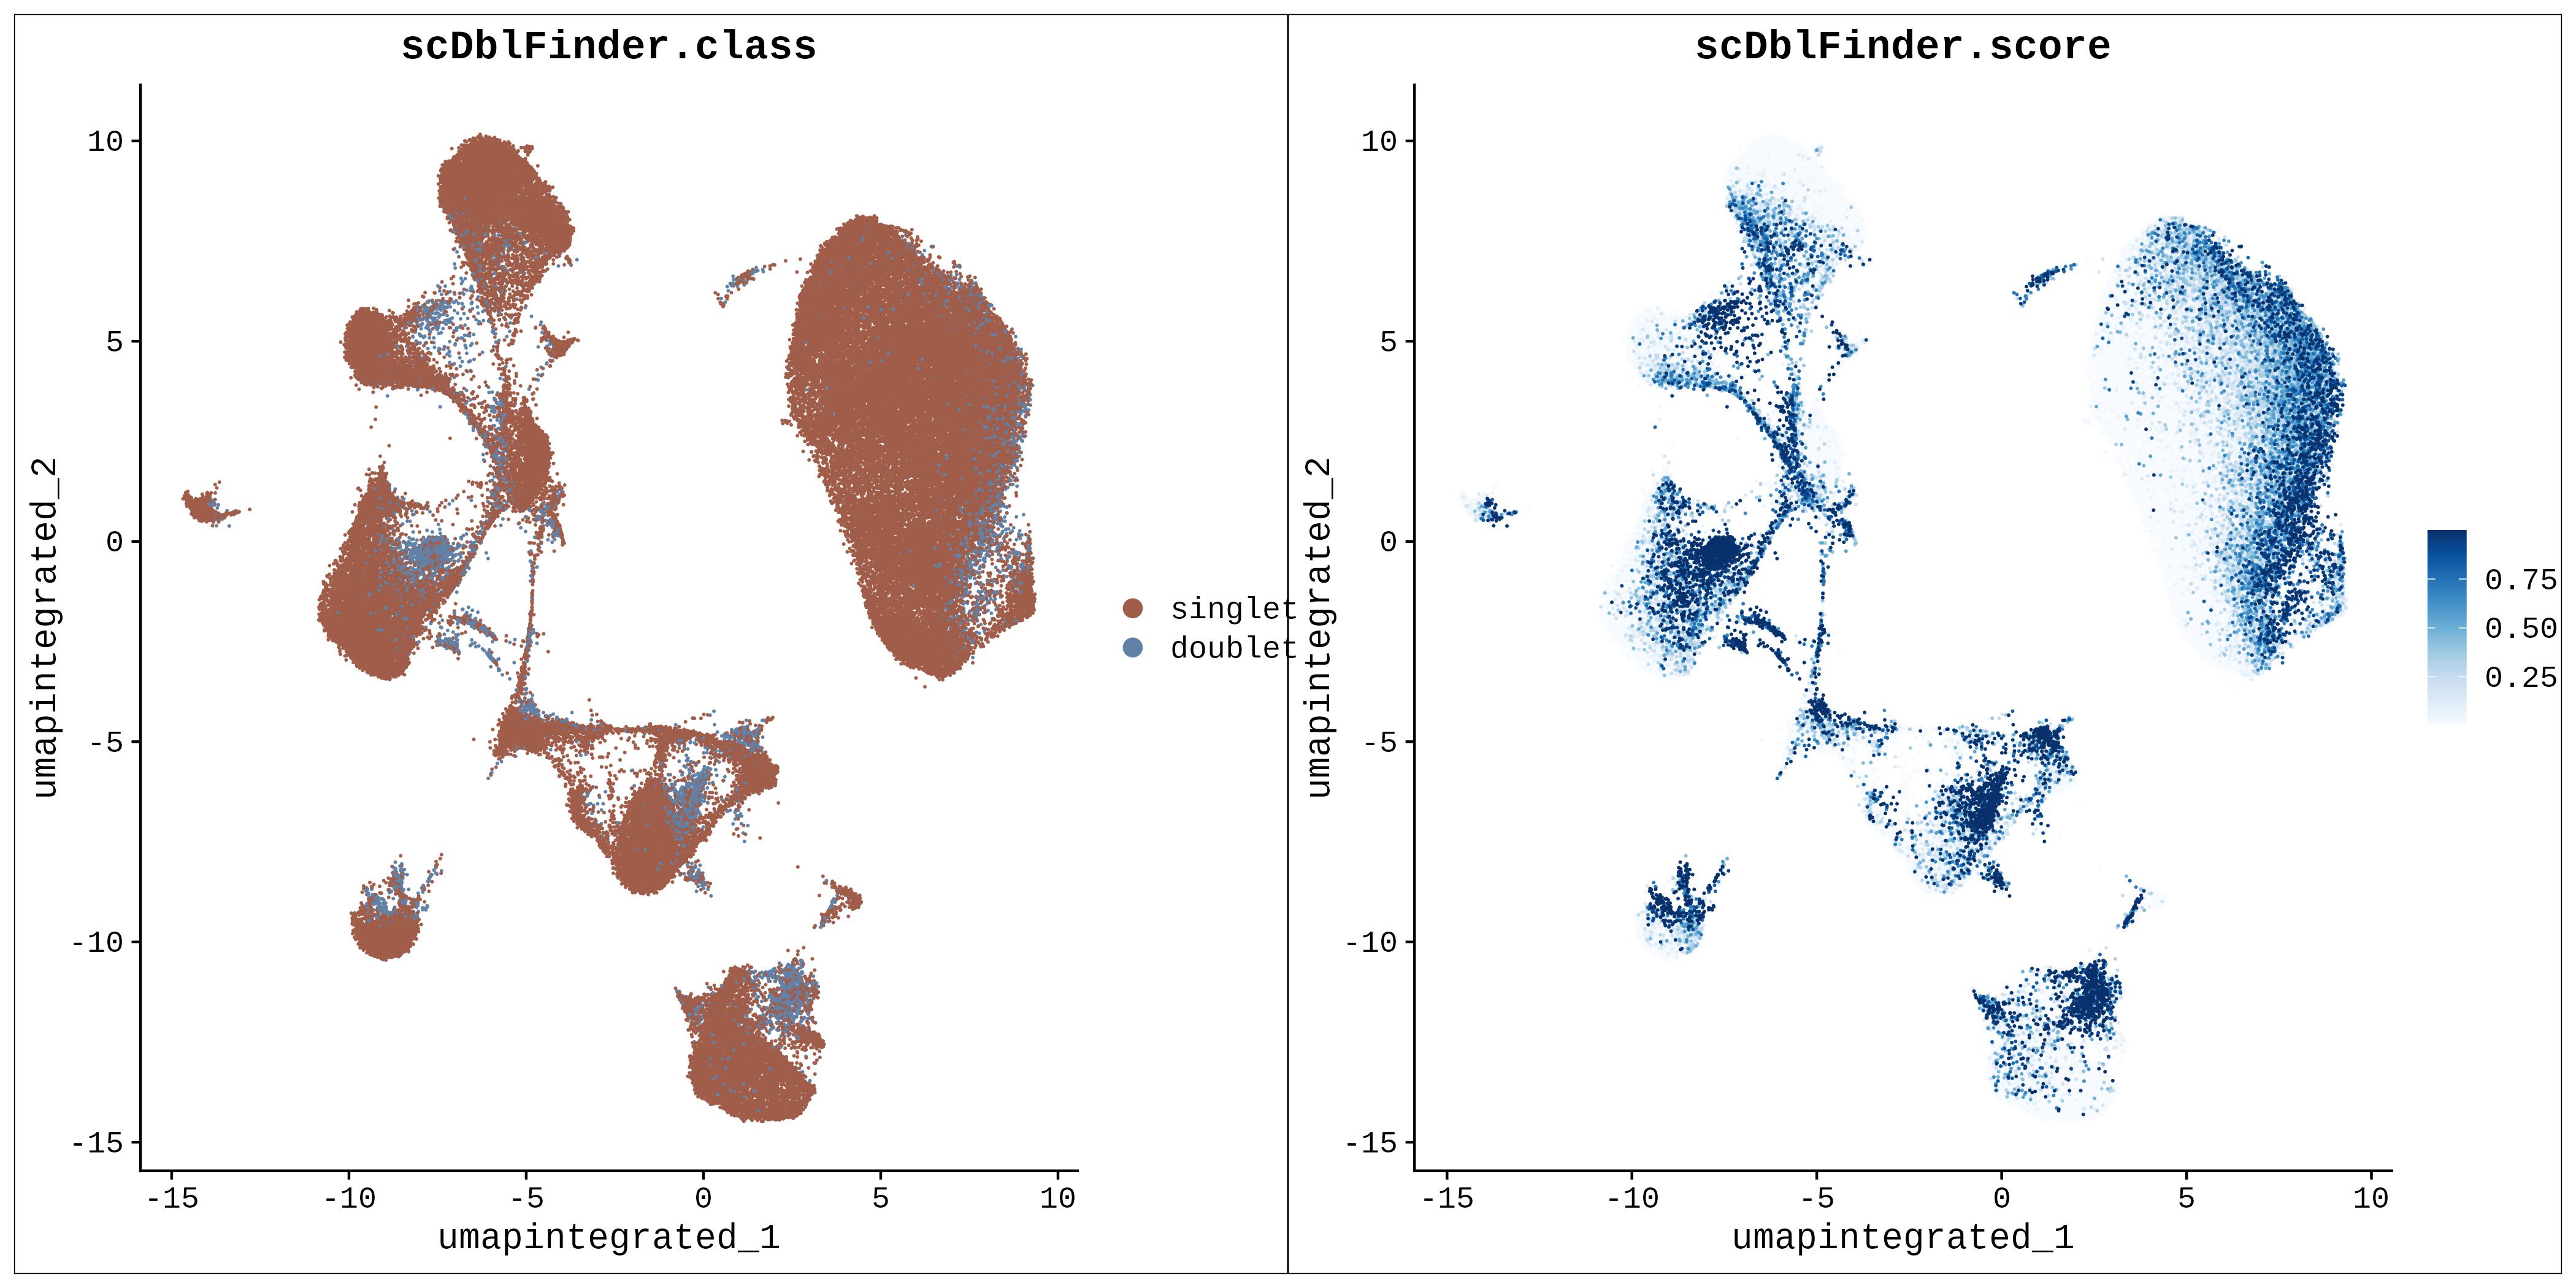 scDblFinder.class
10
5
0
-5
-10
-15
umapintegrated_2
-15 -10 -5 0 5 10
umapintegrated_1
singlet
doublet
scDblFinder.score
10
5
0
-5
-10
-15
umapintegrated_2
-15 -10 -5 0 5 10
umapintegrated_1
0.75
0.50
0.25